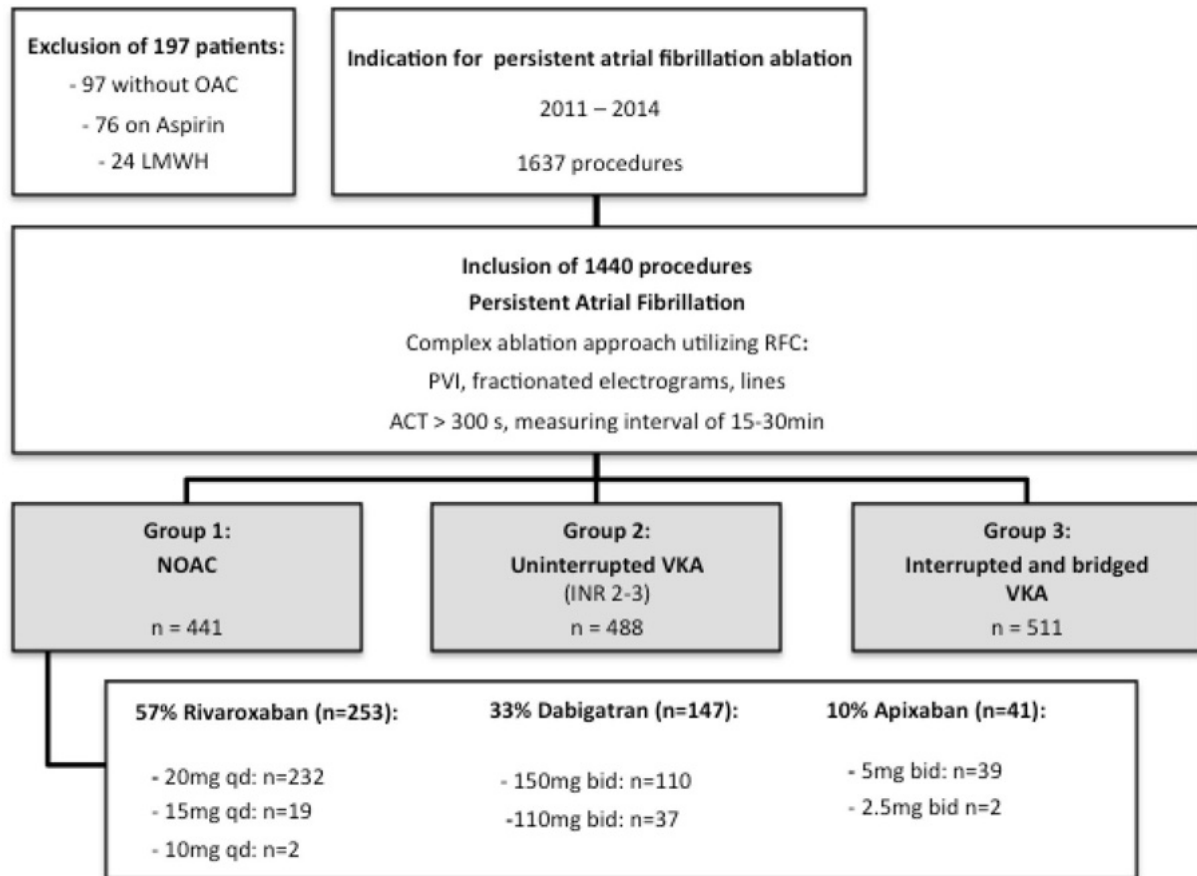 Exclusion of 197 patients:
- 97 without OAC
- 76 on Aspirin
- 24 LMWH
Indication for persistent atrial fibrillation ablation
2011 – 2014
1637 procedures
Inclusion of 1440 procedures
Persistent Atrial Fibrillation
Complex ablation approach utilizing RFC:
PVI, fractionated electrograms, lines
ACT > 300 s, measuring interval of 15-30min
Group 1:
NOAC
n = 441
Group 2:
Uninterrupted VKA
(INR 2-3)
n = 488
Group 3:
Interrupted and bridged
VKA
n = 511
57% Rivaroxaban (n=253):
- 20mg qd: n=232
- 15mg qd: n=19
- 10mg qd: n=2
33% Dabigatran (n=147):
- 150mg bid: n=110
-110mg bid: n=37
10% Apixaban (n=41):
- 5mg bid: n=39
- 2.5mg bid n=2